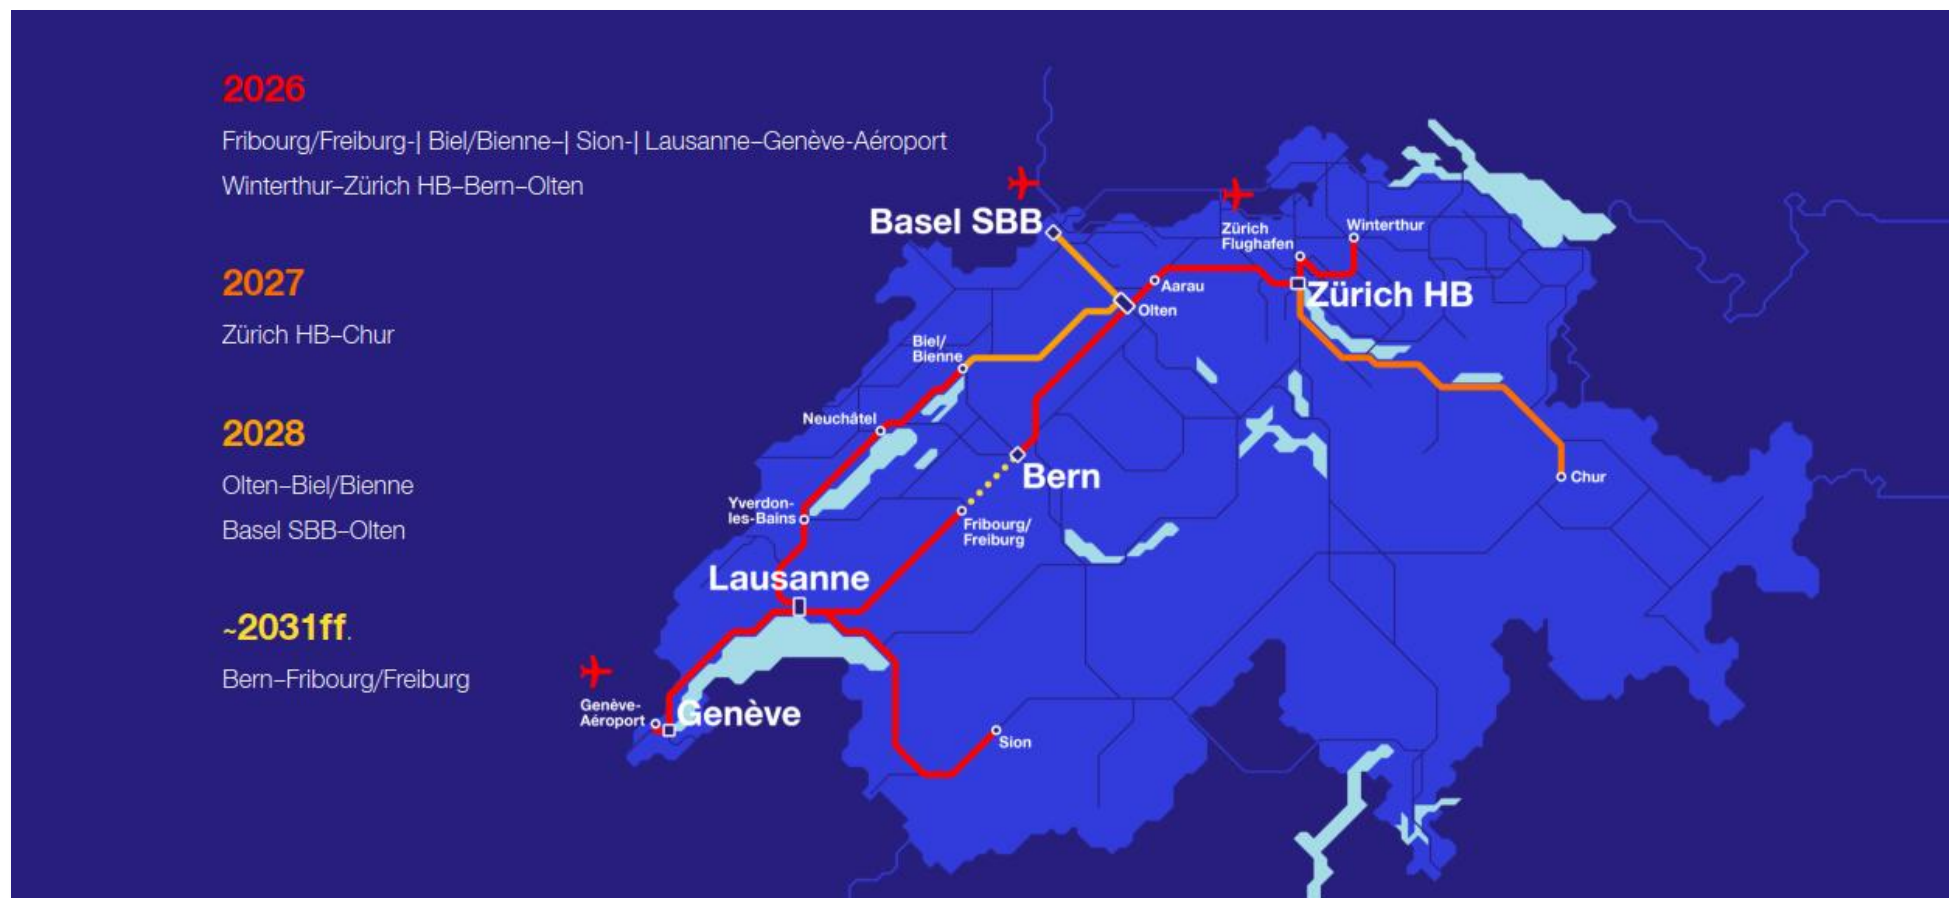 2026
Fribourg/Freiburg-| Biel/Bienne–| Sion-| Lausanne–Genève-Aéroport
Winterthur–Zürich HB–Bern–Olten
2027
Zürich HB–Chur
2028
Olten–Biel/Bienne
Basel SBB–Olten
~2031ff.
Bern–Fribourg/Freiburg
Basel SBB
Zürich
Flughafen
Winterthur
Aarau
Zürich HB
Olten
Biel/
Bienne
Neuchâtel
Bern
Chur
Yverdon-
les-Bains
Fribourg/
Freiburg
Lausanne
Genève-
Aéroport
Genève
Sion